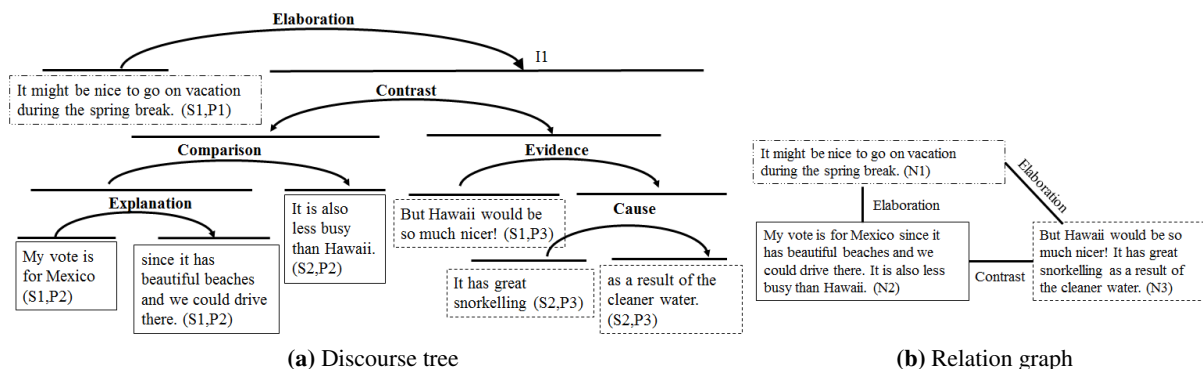 Elaboration
I1
It might be nice to go on vacation
during the spring break. (S1,P1)
Contrast
Comparison
Evidence
Explanation
My vote is
for Mexico
(S1,P2)
since it has
beautiful beaches
and we could drive
there. (S1,P2)
It is also
less busy
than Hawaii.
(S2,P2)
But Hawaii would be
so much nicer! (S1,P3)
Cause
It has great
snorkelling (S2,P3)
as a result of the
cleaner water.
(S2,P3)
(a) Discourse tree
It might be nice to go on vacation
during the spring break. (N1)
Elaboration
Elaboration
My vote is for Mexico since it
has beautiful beaches and we
could drive there. It is also less
busy than Hawaii. (N2)
Contrast
But Hawaii would be so
much nicer! It has great
snorkelling as a result of
the cleaner water. (N3)
(b) Relation graph